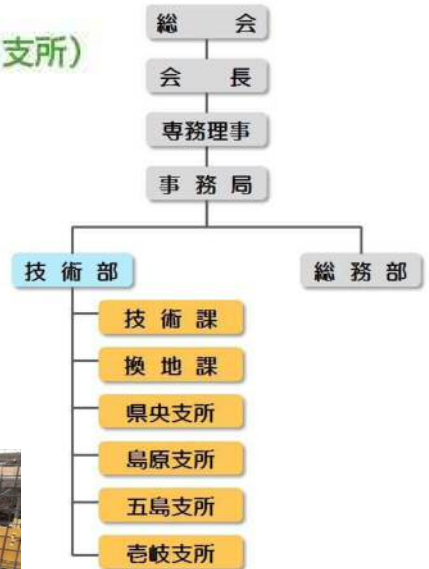 支所)
総 会
会 長
専務理事
事 務 局
技 術 部
総 務 部
技 術 課
換 地 課
県央支所
島原支所
五島支所
壱岐支所